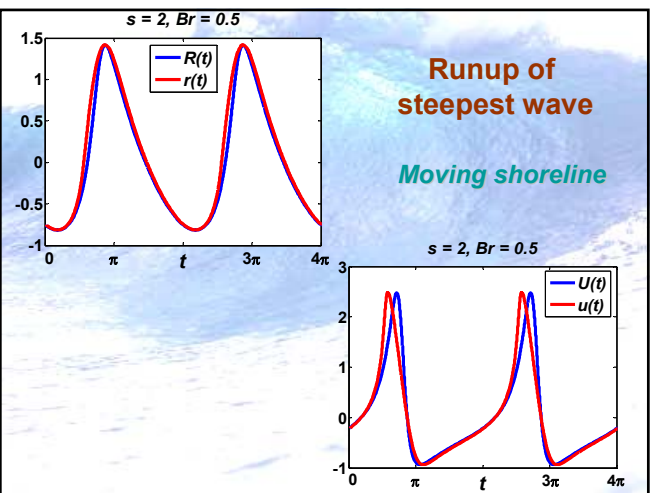 s = 2, Br = 0.5
1.5
1
0.5
0
-0.5
-1
R(t)
r(t)
0 π t 3π 4π
Runup of
steepest wave
Moving shoreline
s = 2, Br = 0.5
3
2
1
0
-1
U(t)
u(t)
0 π t 3π 4π